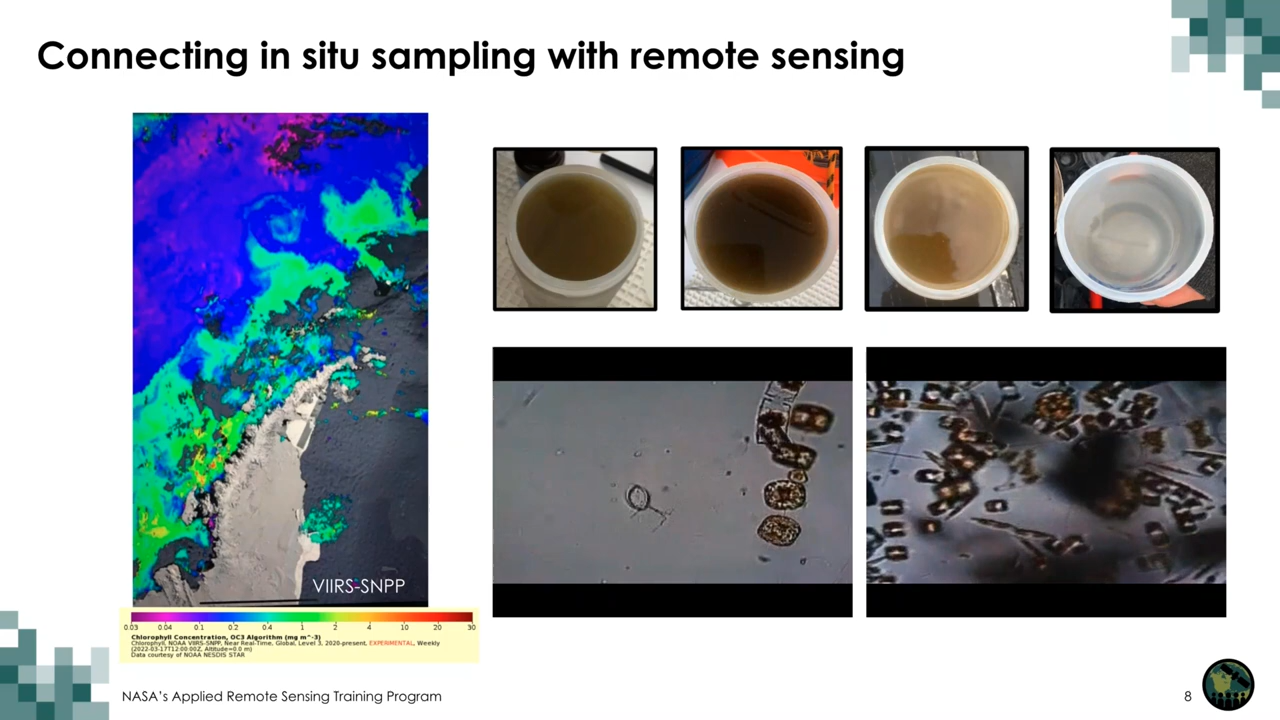 Connecting in situ sampling with remote sensing
VIIRS-SNPP
0.03 0.04 0.1 0.2 0.4 1 2 4 10 20 30
Chlorophyll Concentration, OC3 Algorithm (mg m^-3)
Chlorophyll, NOAA VIIRS-SNPP, Near Real-Time, Global, Level 3, 2020-present, EXPERIMENTAL, Weekly
(2022-03-17T12:00:00Z, Altitude=0.0 m)
Data courtesy of NOAA NESDIS STAR
NASA's Applied Remote Sensing Training Program
8